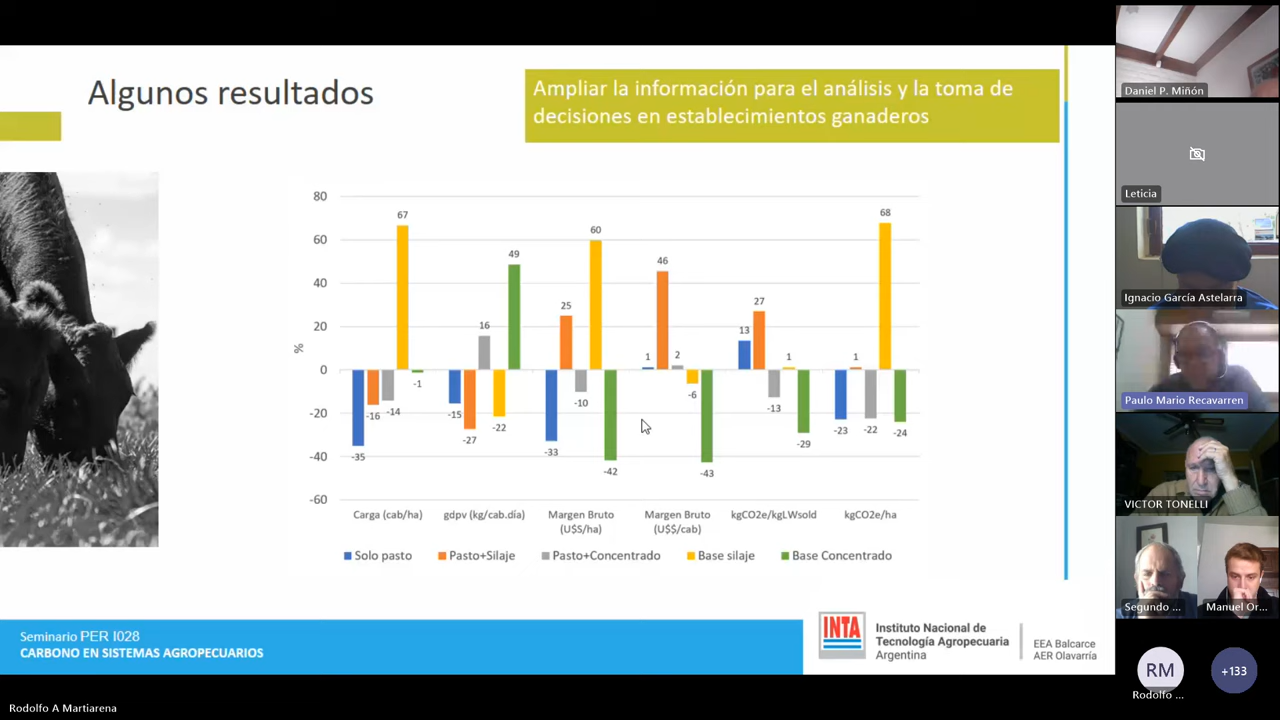 Algunos resultados
Ampliar la información para el análisis y la toma de
decisiones en establecimientos ganaderos
80
60
40
20
0
-20
-40
-60
%
-35
-16
-14
67
-1
-15
-27
16
-22
49
-33
25
-10
60
-42
1
46
2
-6
-43
13
27
-13
1
-29
-23
1
-22
68
-24
Carga (cab/ha)
gdpv (kg/cab.día)
Margen Bruto
(U$S/ha)
Margen Bruto
(U$$/cab)
kgCO2e/kgLWsold
kgCO2e/ha
Solo pasto
Pasto+Silaje
Pasto+Concentrado
Base silaje
Base Concentrado
Seminario PER I028
CARBONO EN SISTEMAS AGROPECUARIOS
INTA
Instituto Nacional de
Tecnología Agropecuaria
Argentina
EEA Balcarce
AER Olavarría
Rodolfo A Martiarena
Daniel P. Miñón
Leticia
Ignacio García Astelarra
Paulo Mario Recavarren
VICTOR TONELLI
Segundo ...
Manuel Or...
RM
Rodolfo ...
+133